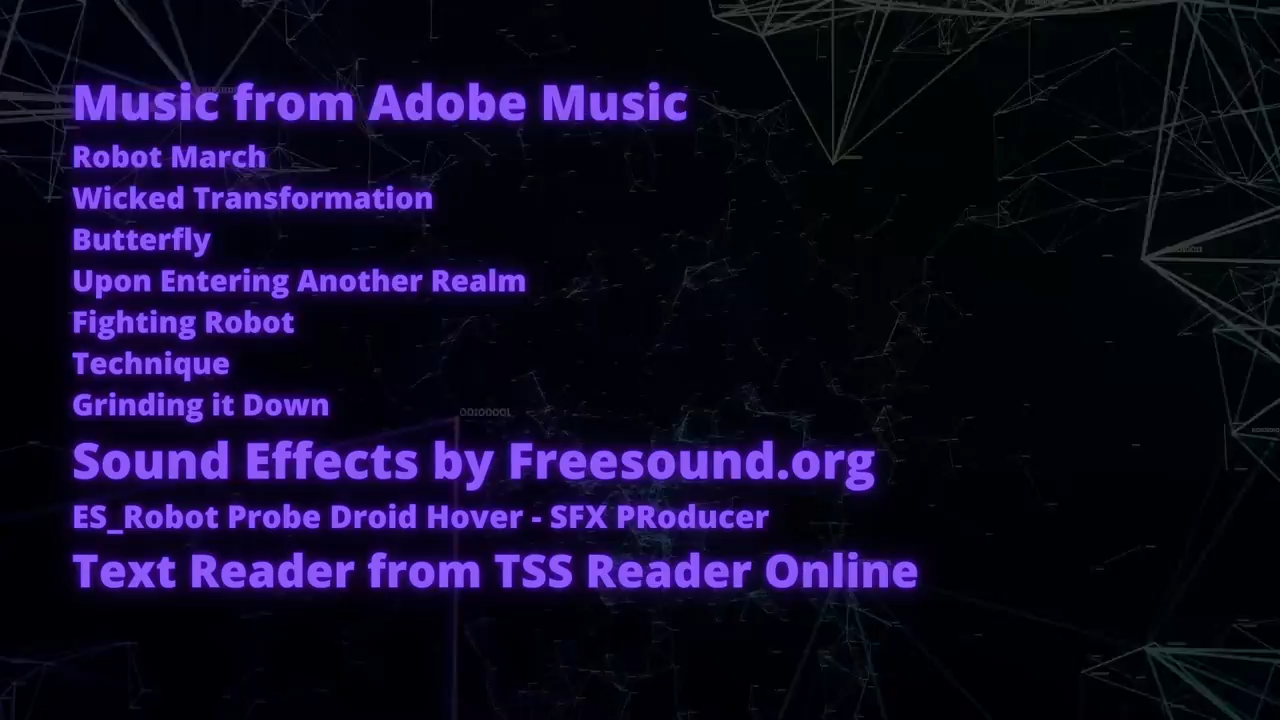 Music from Adobe Music
Robot March
Wicked Transformation
Butterfly
Upon Entering Another Realm
Fighting Robot
Technique
Grinding it Down
00100001
Sound Effects by Freesound.org
ES_Robot Probe Droid Hover - SFX PRoducer
Text Reader from TSS Reader Online